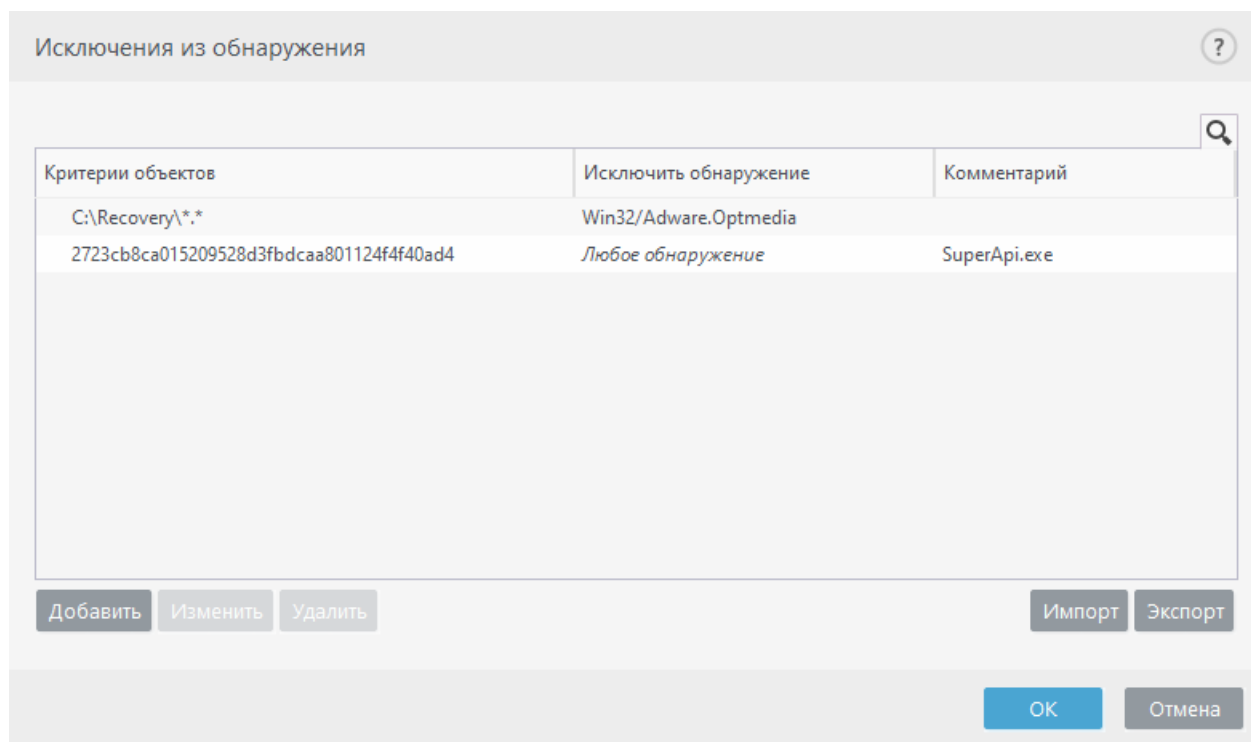 Исключения из обнаружения
?
Критерии объектов Исключить обнаружение Комментарий
C:\Recovery\*.* Win32/Adware.Optmedia
2723cb8ca015209528d3fbdcaa801124f4f40ad4 Любое обнаружение SuperApi.exe
Добавить Изменить Удалить Импорт Экспорт
ОК Отмена